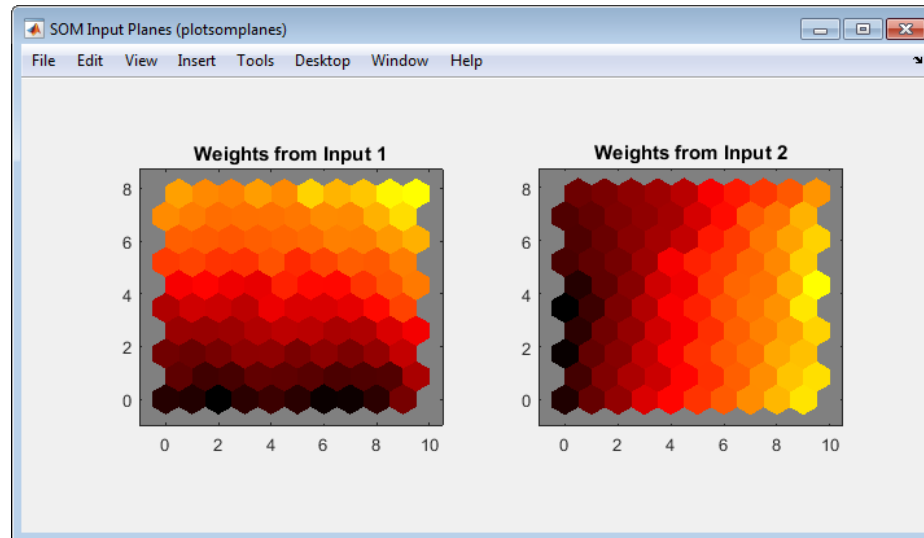 SOM Input Planes (plotsomplanes)
File Edit View Insert Tools Desktop Window Help
Weights from Input 1
8
6
4
2
0
0 2 4 6 8 10
Weights from Input 2
8
6
4
2
0
0 2 4 6 8 10